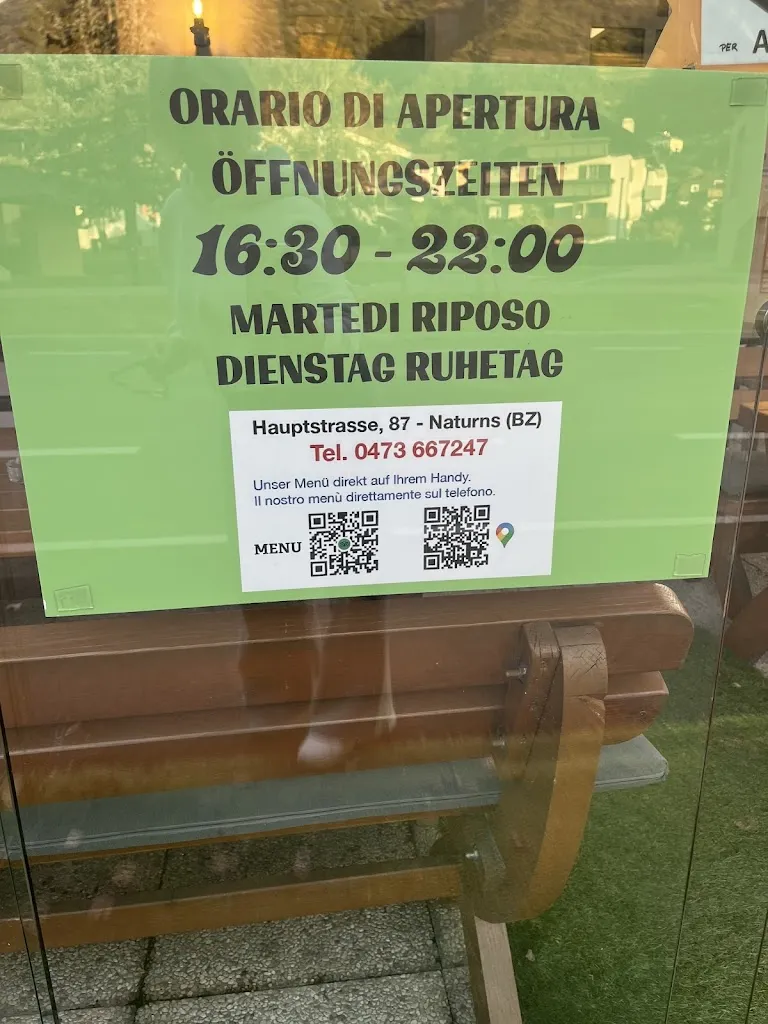 PER A
ORARIO DI APERTURA
ÖFFNUNGSZEITEN
16:30 - 22:00
MARTEDI RIPOSO
DIENSTAG RUHETAG
Hauptstrasse, 87 - Naturns (BZ)
Tel. 0473 667247
Unser Menü direkt auf Ihrem Handy.
Il nostro menù direttamente sul telefono.
MENU